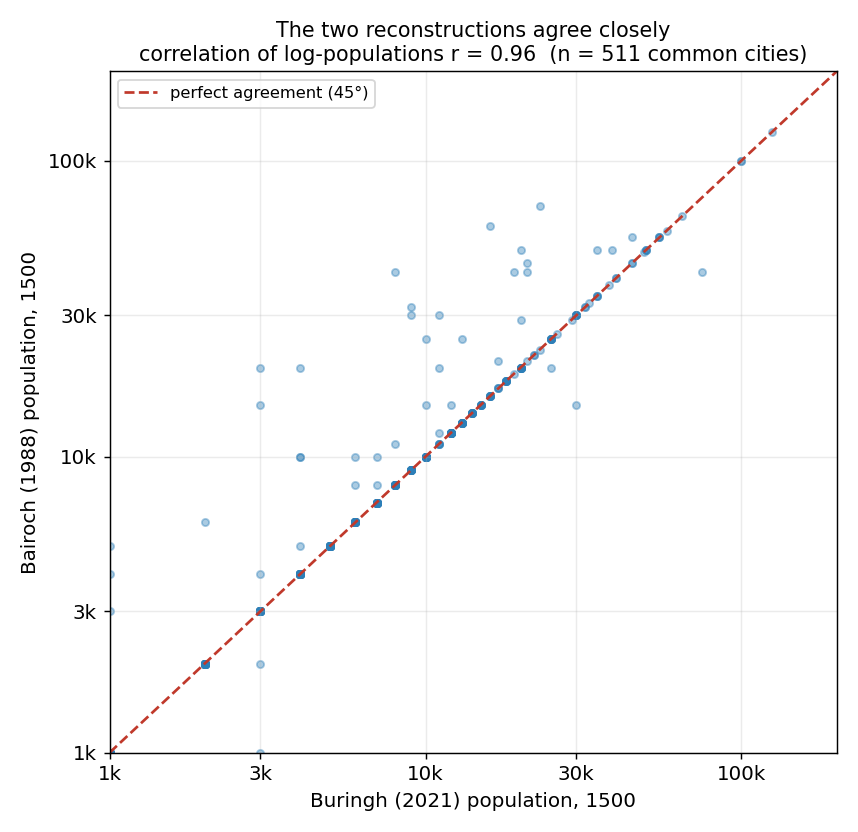 The two reconstructions agree closely
correlation of log-populations r = 0.96  (n = 511 common cities)
perfect agreement (45°)
100k
30k
10k
3k
1k
Bairoch (1988) population, 1500
1k
3k
10k
30k
100k
Buringh (2021) population, 1500